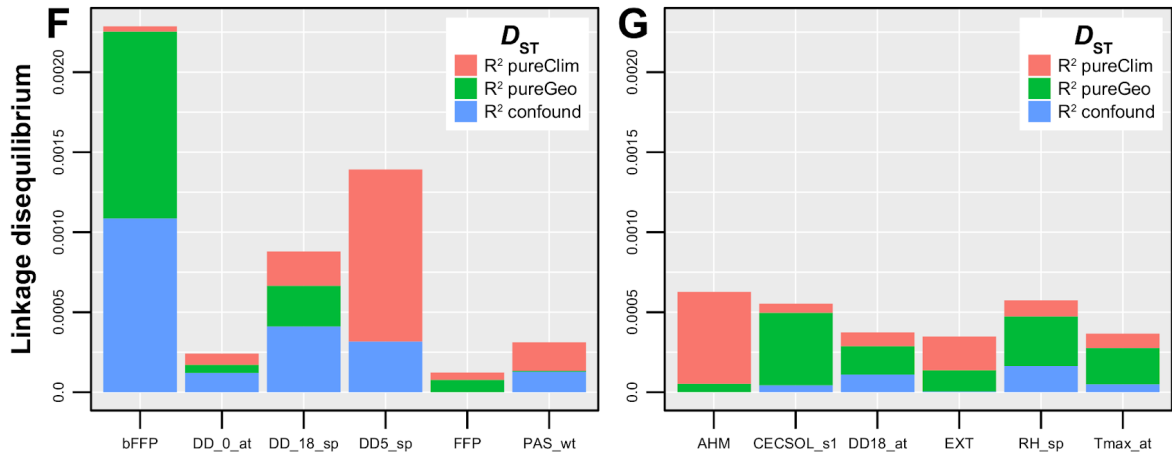 F
G
Linkage disequilibrium
0.0020
0.0015
0.0010
0.0005
0.0
D ST
R² pureClim
R² pureGeo
R² confound
bFFP
DD_0_at
DD_18_sp
DD5_sp
FFP
PAS_wt
0.0020
0.0015
0.0010
0.0005
0.0
D ST
R² pureClim
R² pureGeo
R² confound
AHM
CECSOL_s1
DD18_at
EXT
RH_sp
Tmax_at